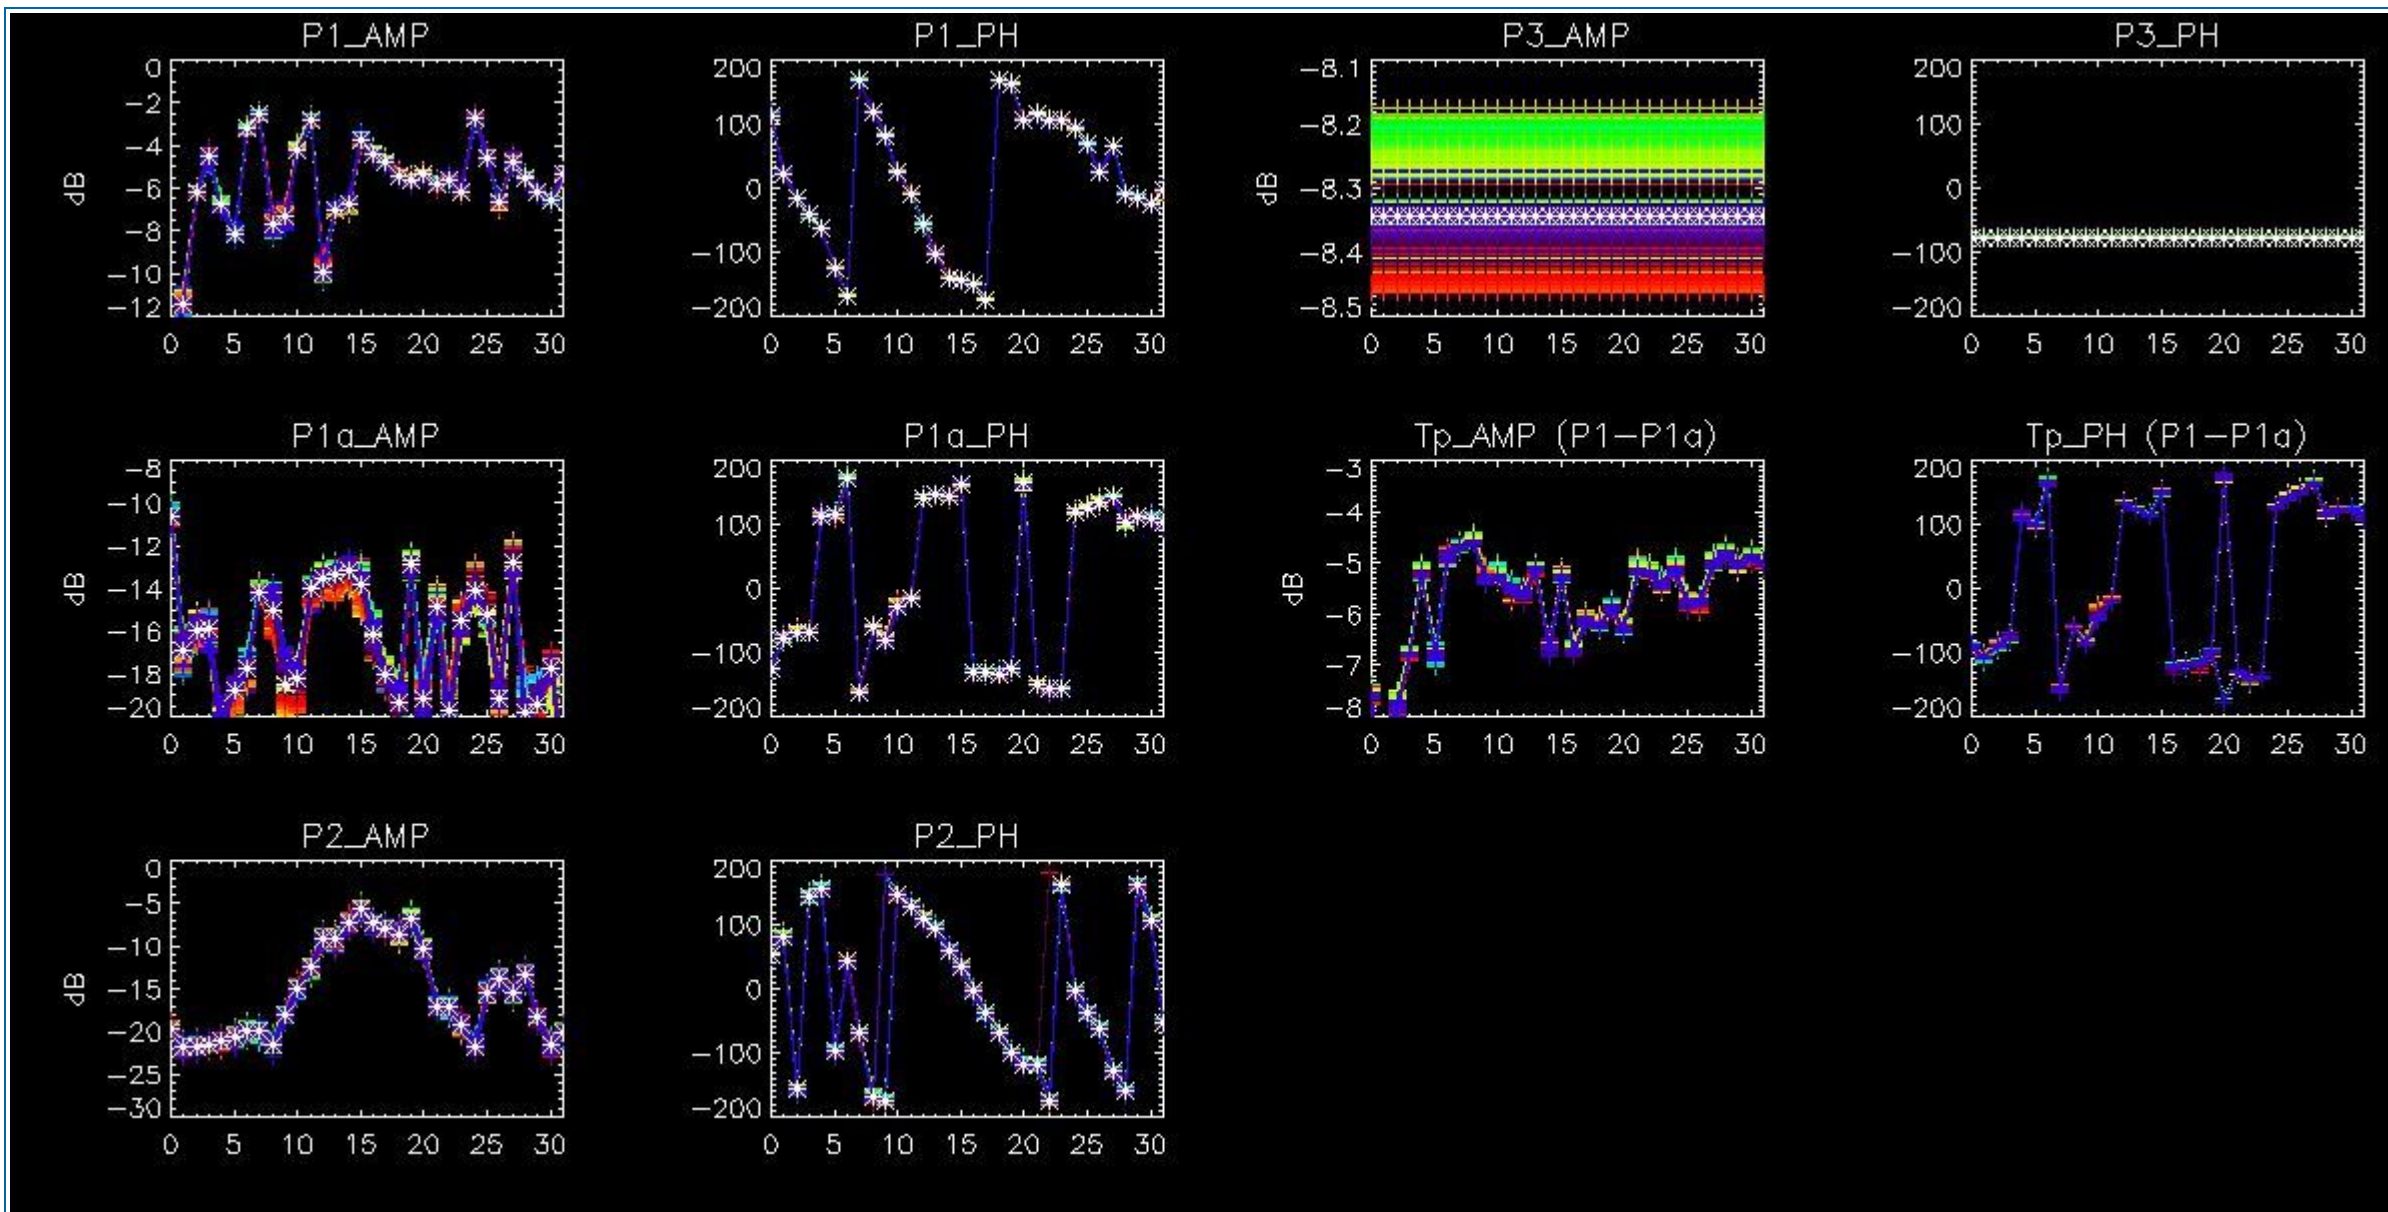 P1_AMP P1_PH P3_AMP P3_PH
0 200 -8.1 200
-2 100 -8.2 100
-4 0 -8.3 0
-6 -100 -8.4 -100
-8 -200 -8.5 -200
-10
-12
dB dB
0 5 10 15 20 25 30 0 5 10 15 20 25 30 0 5 10 15 20 25 30 0 5 10 15 20 25 30
P1a_AMP P1a_PH Tp_AMP (P1-P1a) Tp_PH (P1-P1a)
-8 200 -3 200
-10 100 -4 100
-12 0 -5 0
-14 -100 -6 -100
-16 -200 -7 -200
-18 -8
-20
dB dB
0 5 10 15 20 25 30 0 5 10 15 20 25 30 0 5 10 15 20 25 30 0 5 10 15 20 25 30
P2_AMP P2_PH
0 200
-5 100
-10 0
-15 -100
-20 -200
-25
-30
dB
0 5 10 15 20 25 30 0 5 10 15 20 25 30